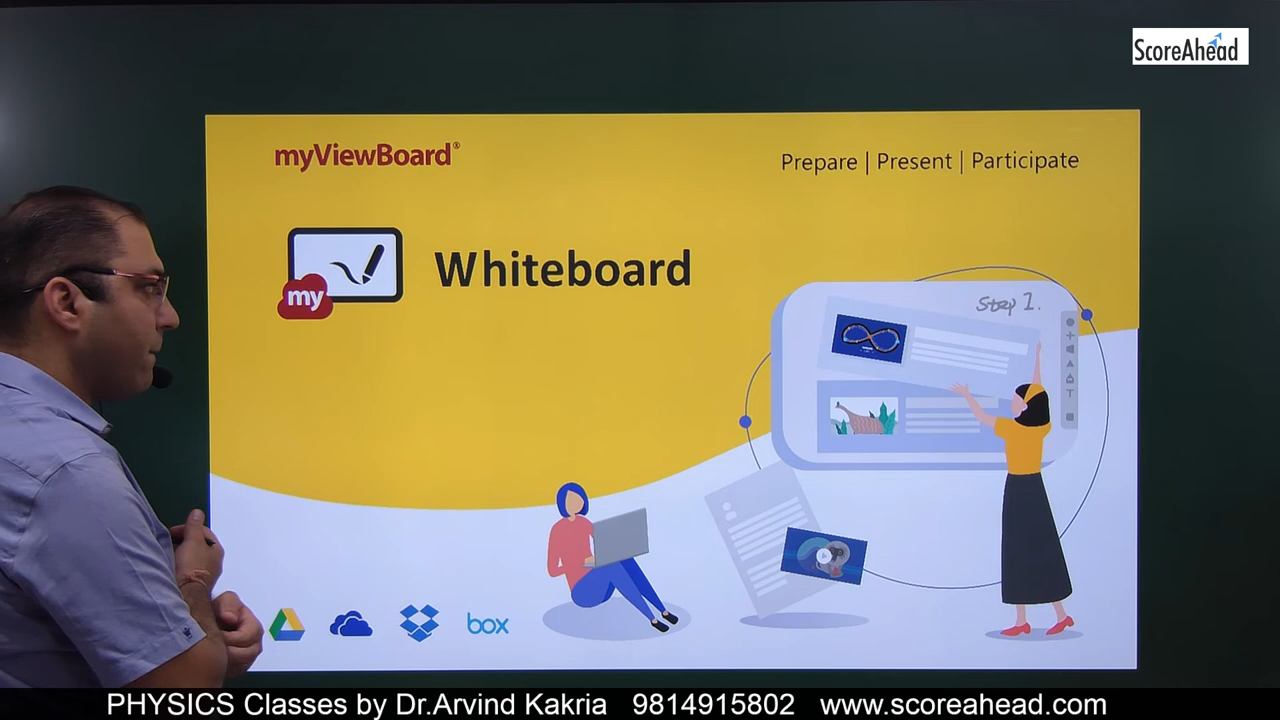 ScoreAhead
myViewBoard®
Prepare | Present | Participate
my
Whiteboard
Step 1.
T
box
PHYSICS Classes by Dr.Arvind Kakria 9814915802 www.scoreahead.com